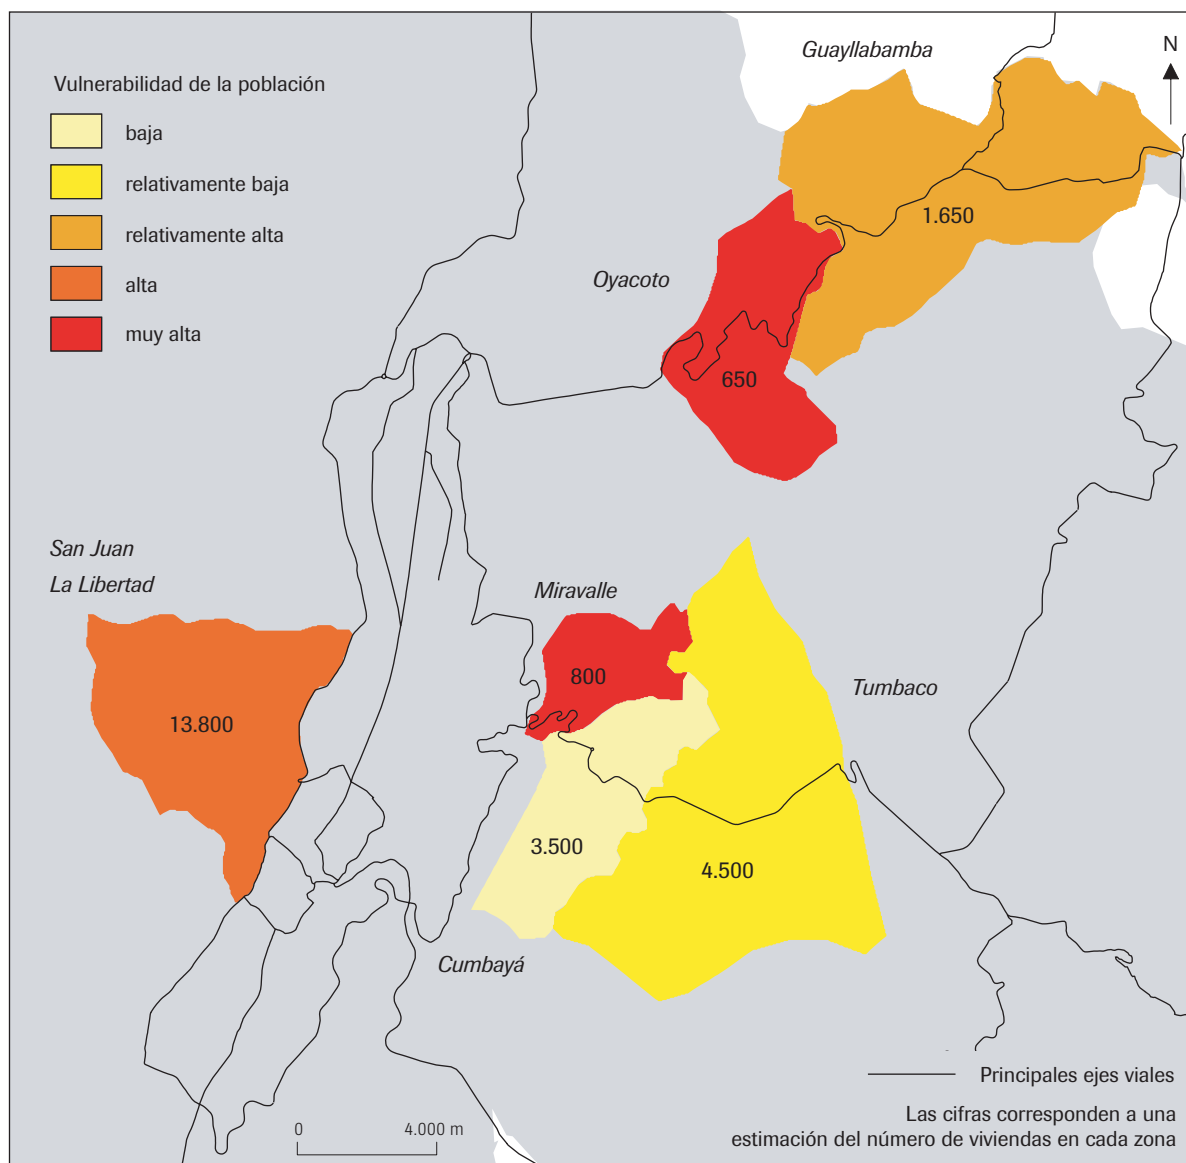 Guayllabamba
N
Vulnerabilidad de la población
baja
relativamente baja
relativamente alta
alta
muy alta
1.650
Oyacoto
650
San Juan
La Libertad
Miravalle
800
Tumbaco
13.800
3.500
4.500
Cumbayá
Principales ejes viales
Las cifras corresponden a una
estimación del número de viviendas en cada zona
0
4.000 m